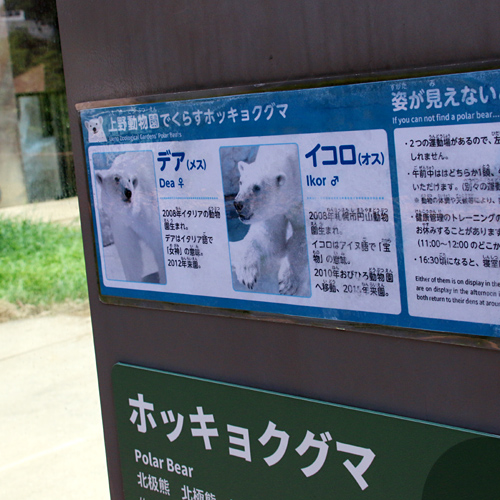 上野動物園でくらすホッキョクグマ
Ueno Zoological Gardens' Polar Bears
デア(メス)
Dea ♀
2008年イタリアの動物
園生まれ。
デアはイタリア語で
「女神」の意味。
2012年来園。
イコロ(オス)
Ikor ♂
2008年札幌市円山動物
園生まれ。
イコロはアイヌ語で「宝
物」の意味。
2010年おびひろ動物園
へ移動、
年来園。
姿が見えない
If you can not find a polar bear...
・2つの運動場があるので、左
しれません。
・午前中はどちらか1頭、
いただけます。(別々の運動
・健康管理のトレーニング
お休みすることがあります
(11:00~12:00 のどこか
・16:30頃になると、寝室
Either of them is on display in the
are on display in the afternoon
both return to their dens at around
ホッキョクグマ
Polar Bear
北极熊 北極熊